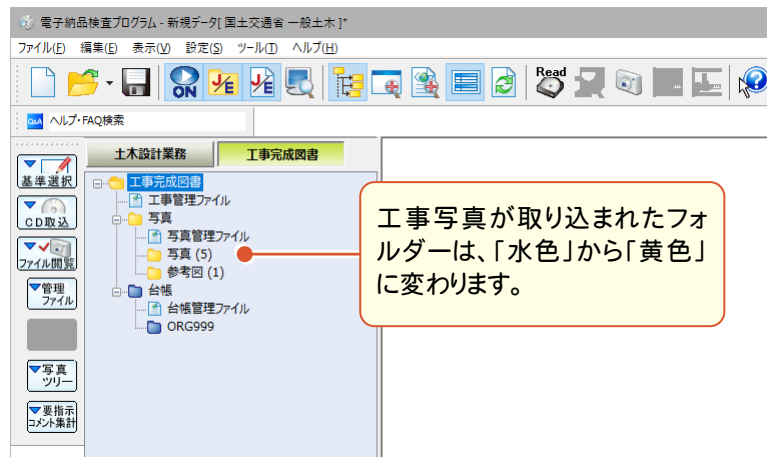 電子納品検査プログラム - 新規データ[ 国土交通省 一般土木 ]*
ファイル(F) 編集(E) 表示(V) 設定(S) ツール(T) ヘルプ(H)
ON J/E J/E Read
Q&A ヘルプ・FAQ検索
基準選択
CD取込
ファイル閲覧
管理
ファイル
写真
ツリー
要指示
コメント集計
土木設計業務 工事完成図書
工事完成図書
工事管理ファイル
写真
写真管理ファイル
写真 (5)
参考図 (1)
台帳
台帳管理ファイル
ORG999
工事写真が取り込まれたフォ
ルダーは、「水色」から「黄色」
に変わります。